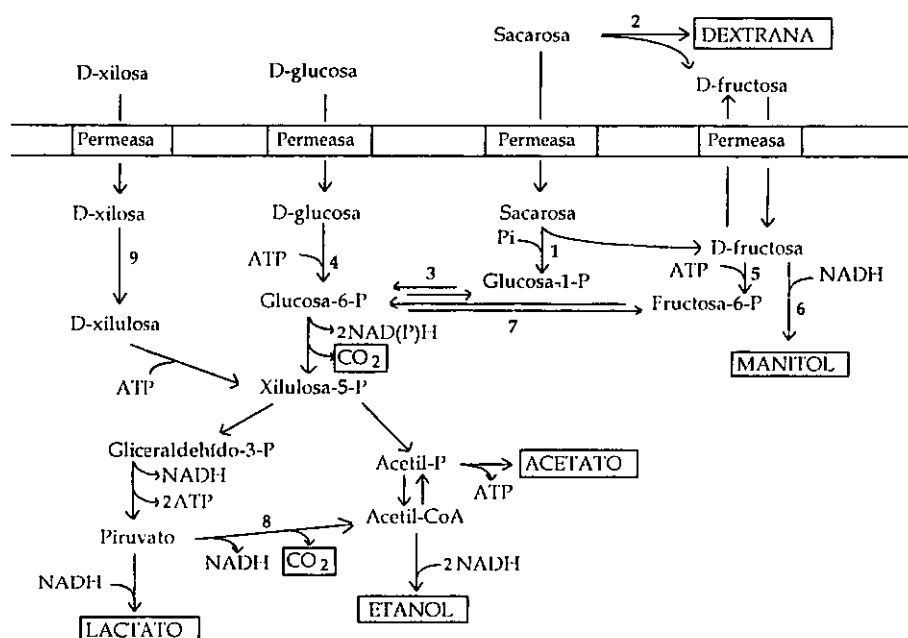 2
Sacarosa
DEXTRANA
D-xilosa
D-glucosa
D-fructosa
Permeasa
Permeasa
Permeasa
Permeasa
D-xilosa
D-glucosa
Sacarosa
Pi
1
D-fructosa
9
ATP
4
3
Glucosa-1-P
ATP
5
NADH
Glucosa-6-P
Fructosa-6-P
7
6
D-xilulosa
2NAD(P)H
CO2
MANITOL
ATP
Xilulosa-5-P
Gliceraldehído-3-P
NADH
2ATP
Acetil-P
ACETATO
ATP
Piruvato
8
Acetil-CoA
NADH
CO2
NADH
2NADH
LACTATO
ETANOL